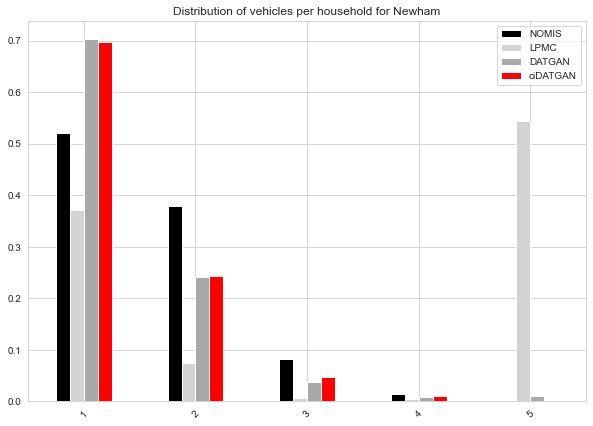 Distribution of vehicles per household for Newham
NOMIS
LPMC
DATGAN
ciDATGAN
0.7
0.6
0.5
0.4
0.3
0.2
0.1
0.0
1
2
3
4
5